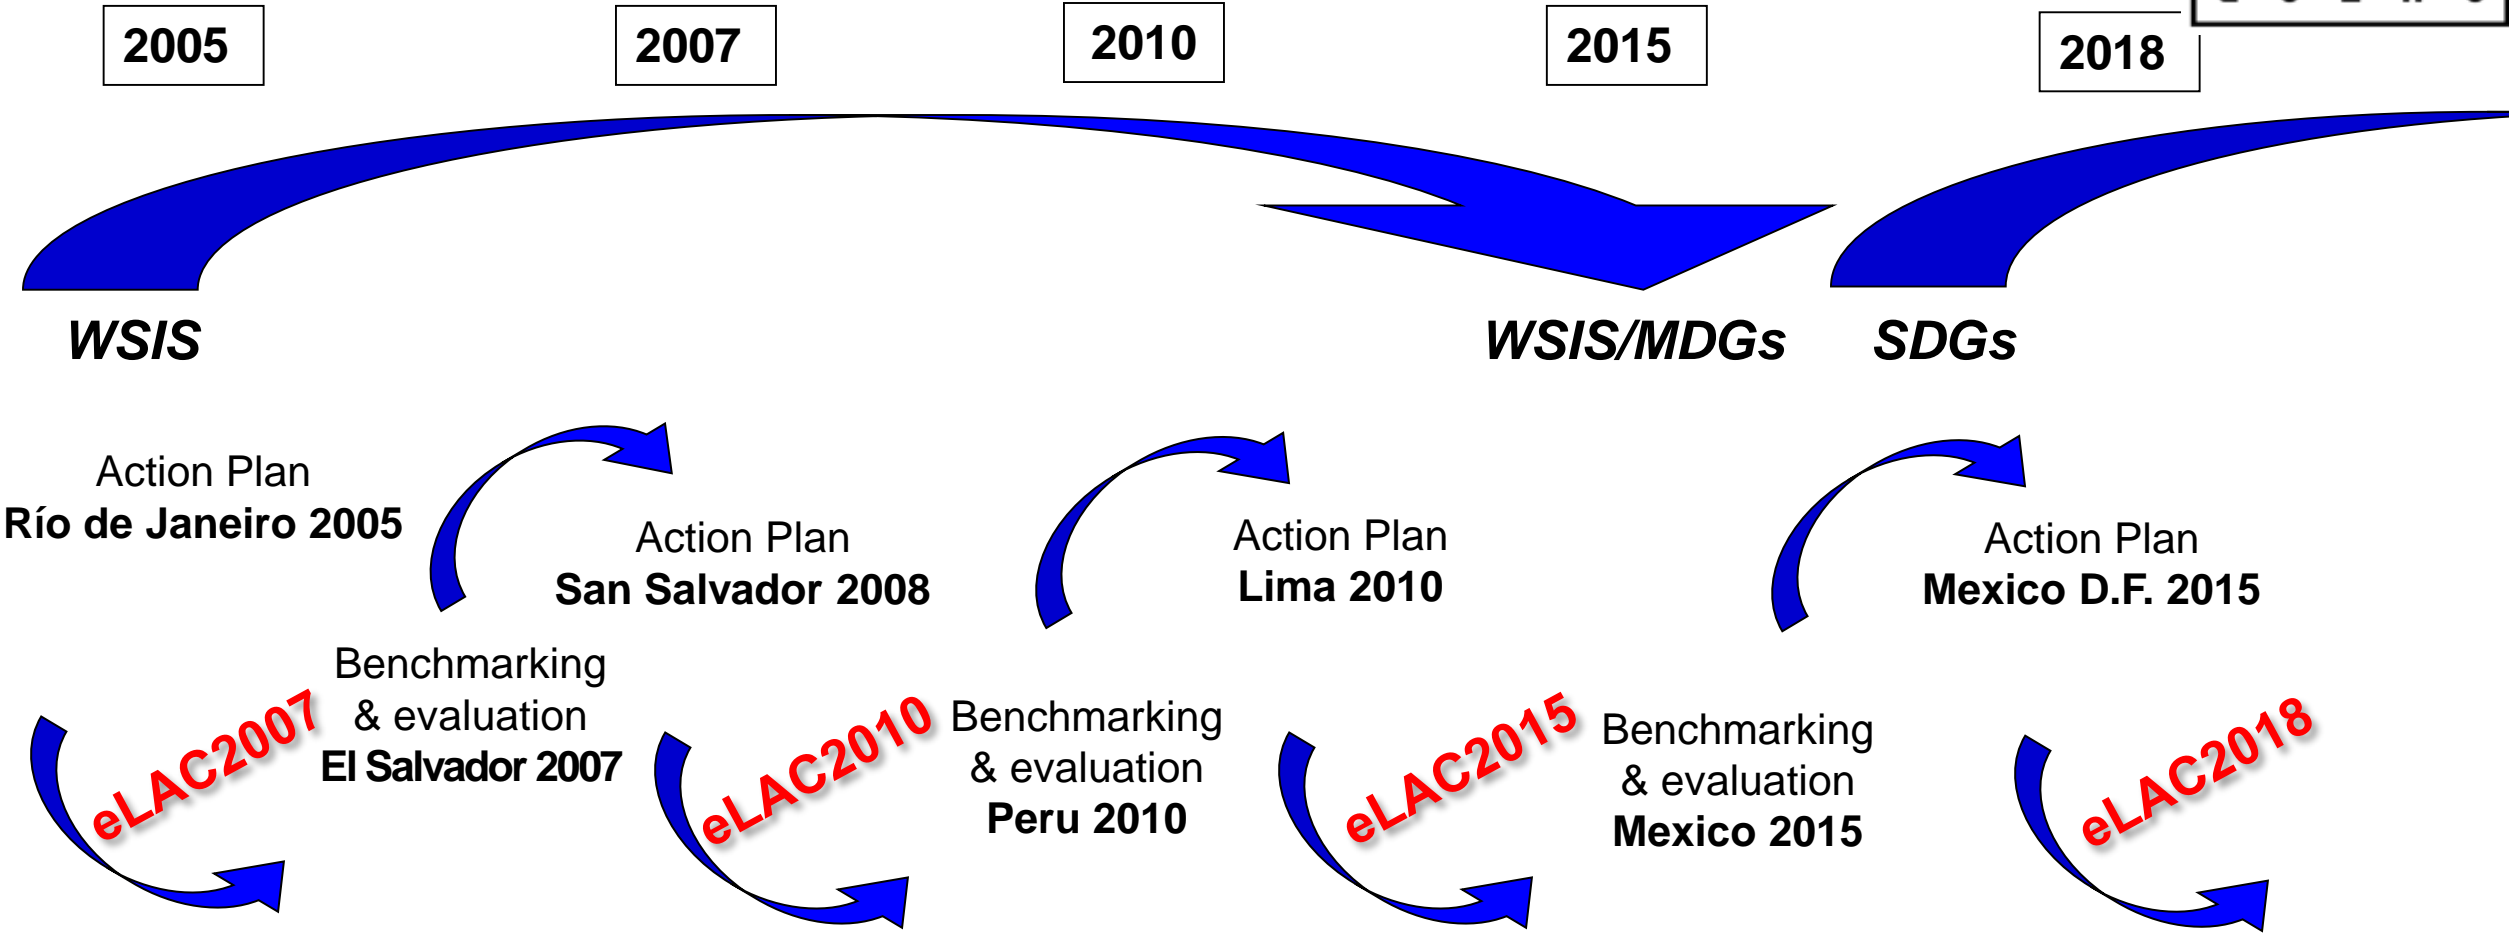 2005
2007
2010
2015
2018
WSIS
WSIS/MDGs
SDGs
Action Plan
Río de Janeiro 2005
Action Plan
San Salvador 2008
Action Plan
Lima 2010
Action Plan
Mexico D.F. 2015
eLAC2007
Benchmarking
& evaluation
El Salvador 2007
eLAC2010
Benchmarking
& evaluation
Peru 2010
eLAC2015
Benchmarking
& evaluation
Mexico 2015
eLAC2018